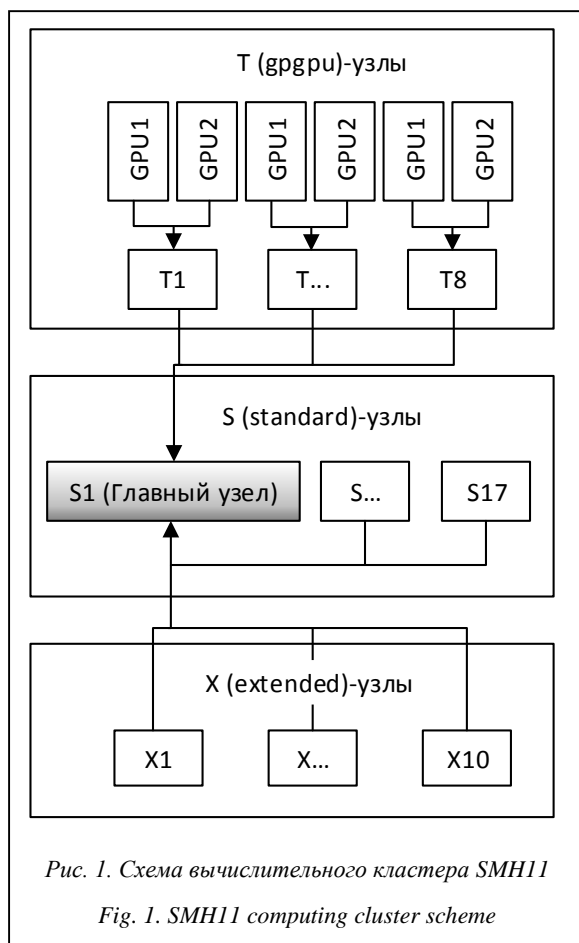 T (gpgpu)-узлы
GPU1 GPU2 GPU1 GPU2 GPU1 GPU2
T1 T... T8
S (standard)-узлы
S1 (Главный узел) S... S17
X (extended)-узлы
X1 X... X10
Рис. 1. Схема вычислительного кластера SMH11
Fig. 1. SMH11 computing cluster scheme